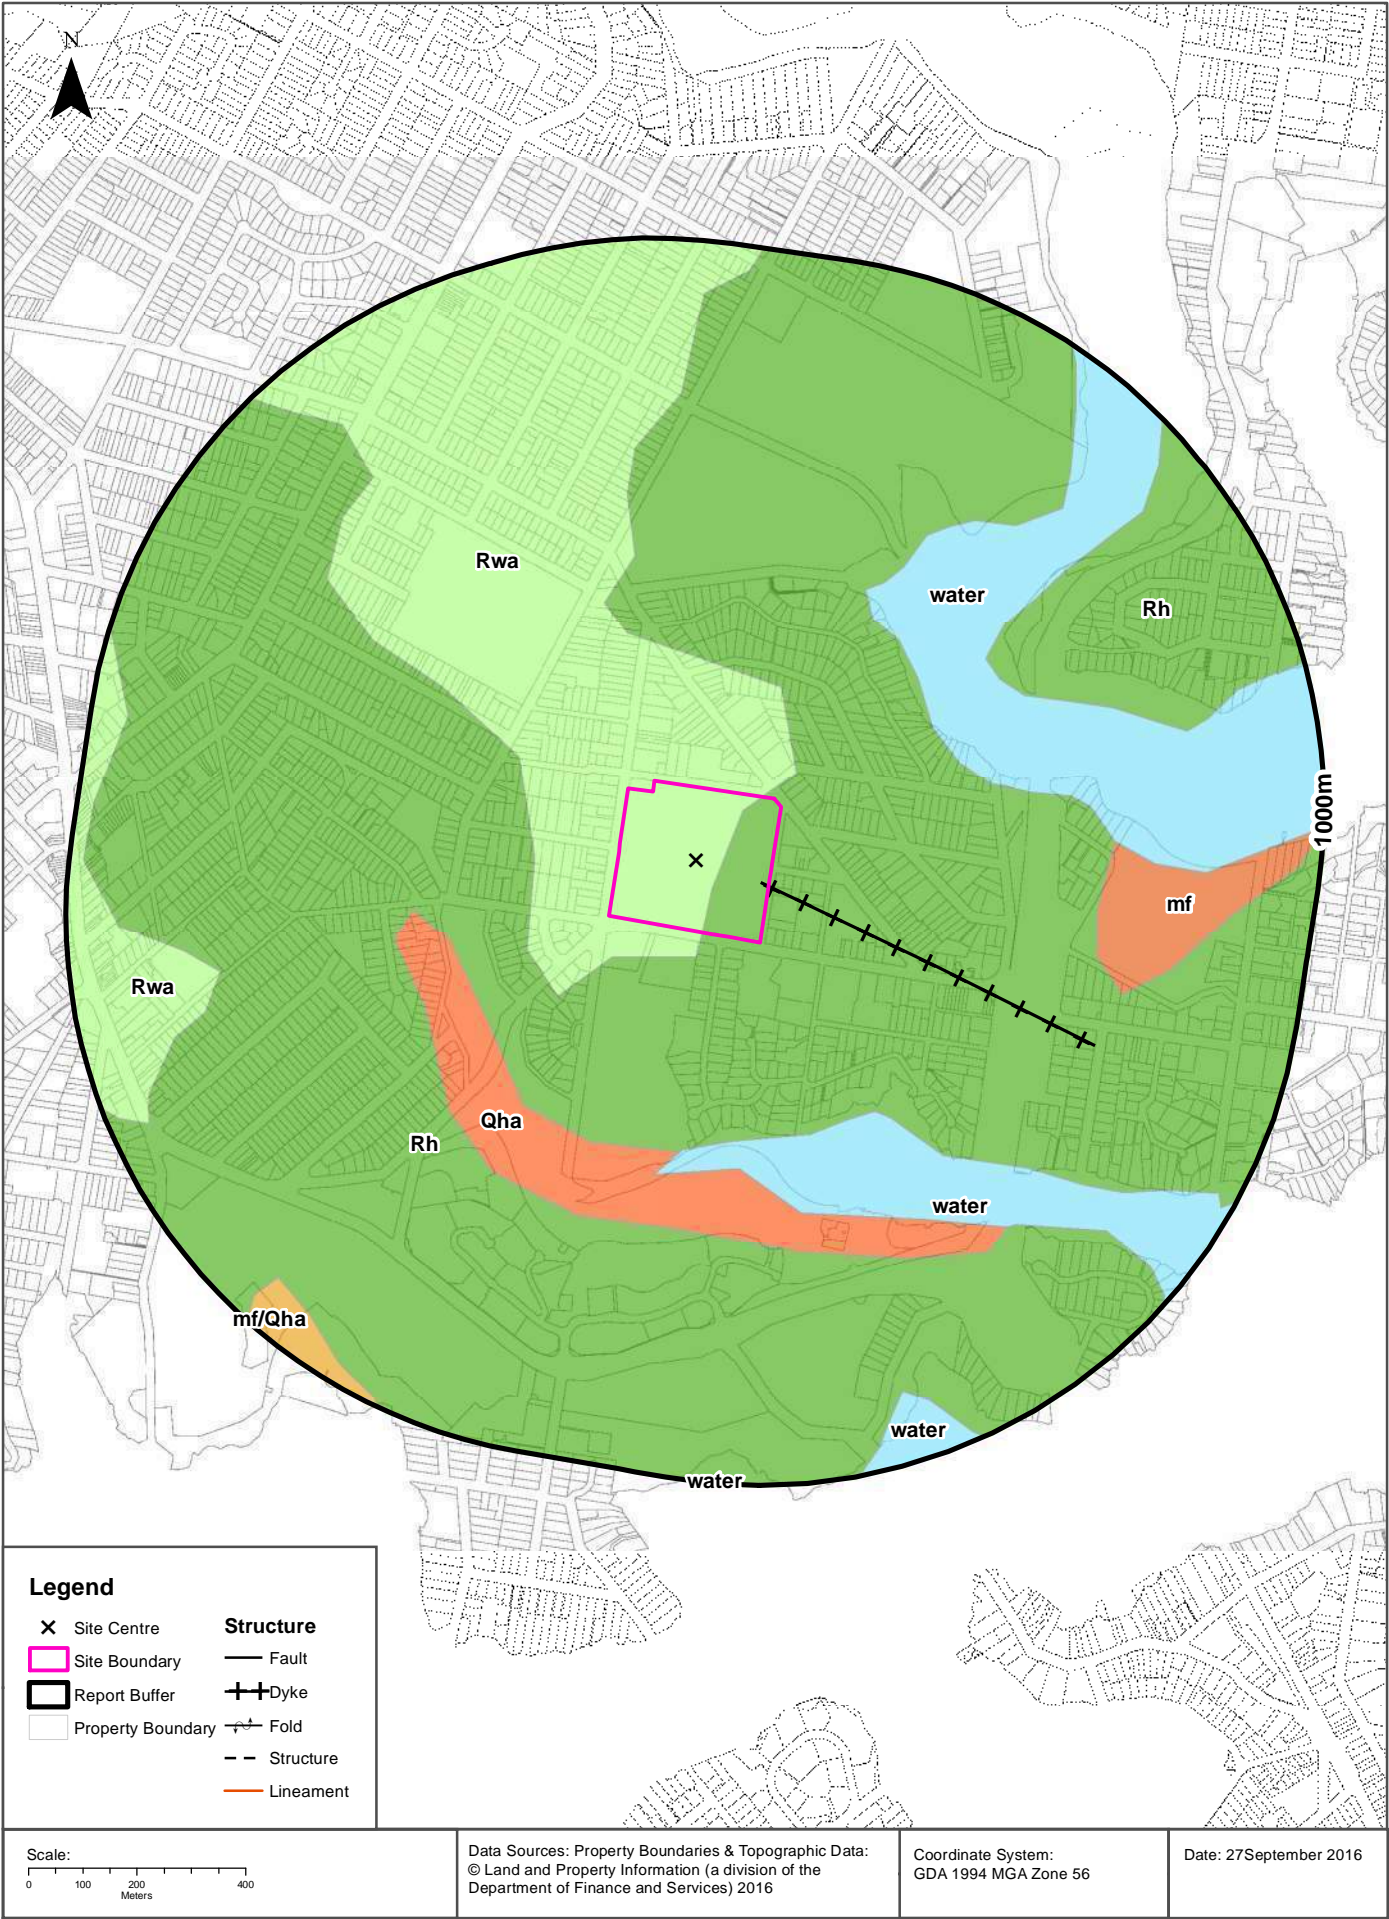 N
Rwa
water
Rh
1000m
mf
Rwa
Qha
Rh
water
mf/Qha
water
water
Legend
Site Centre
Site Boundary
Report Buffer
Property Boundary
Structure
Fault
Dyke
Fold
Structure
Lineament
Scale:
0 100 200 400
Meters
Data Sources: Property Boundaries & Topographic Data:
© Land and Property Information (a division of the
Department of Finance and Services) 2016
Coordinate System:
GDA 1994 MGA Zone 56
Date: 27September 2016